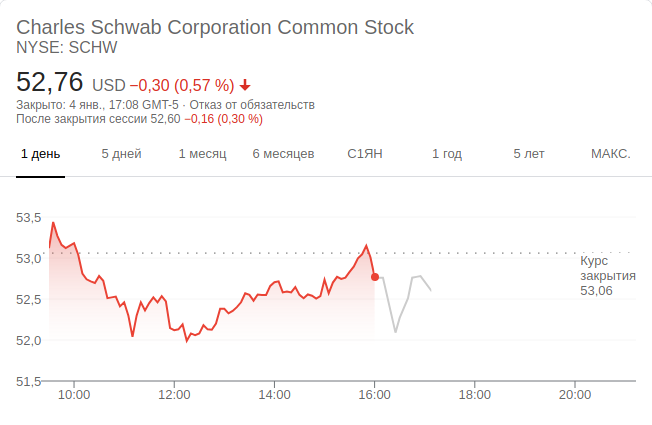 Charles Schwab Corporation Common Stock
NYSE: SCHW
52,76 USD −0,30 (0,57 %)
Закрыто: 4 янв., 17:08 GMT-5 · Отказ от обязательств
После закрытия сессии 52,60 −0,16 (0,30 %)
1 день 5 дней 1 месяц 6 месяцев С1ЯН 1 год 5 лет МАКС.
53,5
53,0
Курс
закрытия
53,06
52,5
52,0
51,5
10:00 12:00 14:00 16:00 18:00 20:00